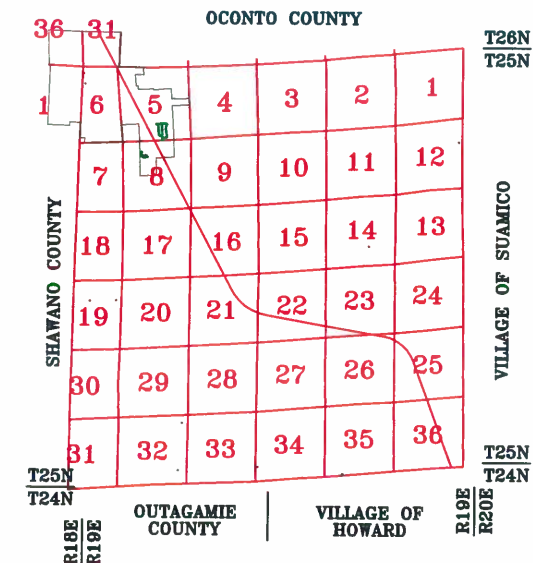 OCONTO COUNTY
36 31
T26N
T25N
1 6 5 4 3 2 1
7 8 9 10 11 12
18 17 16 15 14 13
19 20 21 22 23 24
30 29 28 27 26 25
31 32 33 34 35 36
SHAWANO COUNTY
VILLAGE OF SUAMICO
T25N
T24N
T25N
T24N
R18E
R19E
OUTAGAMIE
COUNTY
VILLAGE OF
HOWARD
R19E
R20E